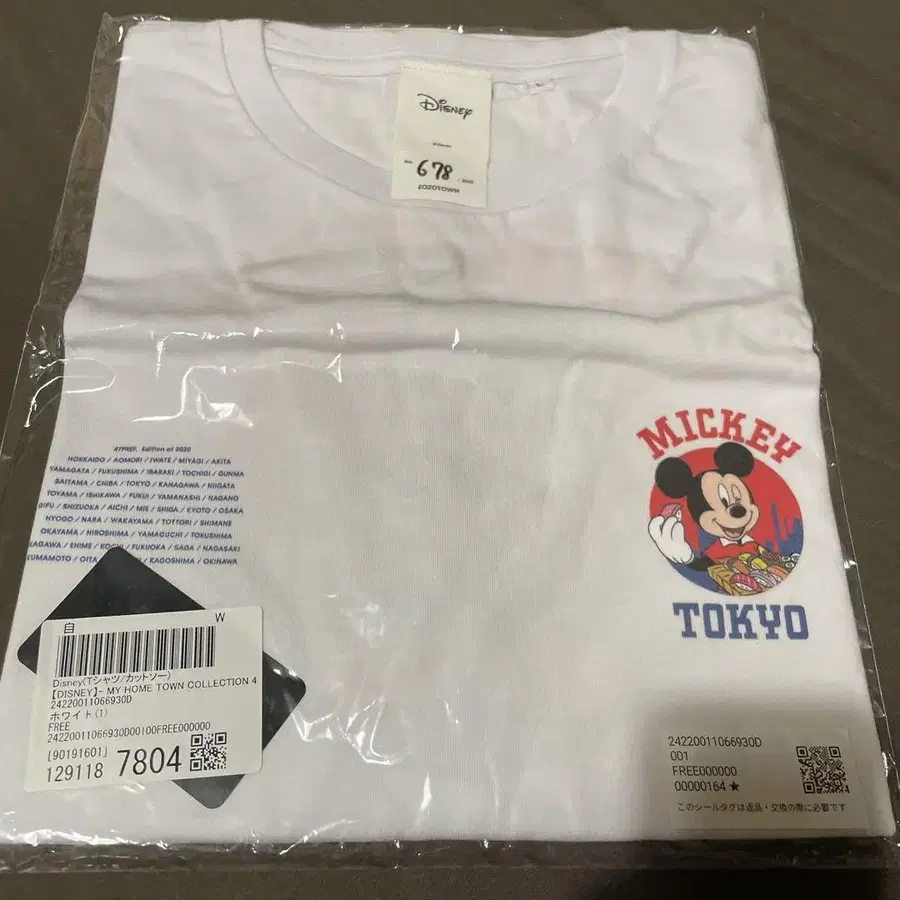 Disney
678
ZOZOTOWN
MICKEY
TOKYO
47PREF. Edition of 2020
HOKKAIDO / AOMORI / IWATE / MIYAGI / AKITA
YAMAGATA / FUKUSHIMA / IBARAKI / TOCHIGI / GUNMA
SAITAMA / CHIBA / TOKYO / KANAGAWA / NIIGATA
TOYAMA / ISHIKAWA / FUKUI / YAMANASHI / NAGANO
GIFU / SHIZUOKA / AICHI / MIE / SHIGA / KYOTO / OSAKA
HYOGO / NARA / WAKAYAMA / TOTTORI / SHIMANE
OKAYAMA / HIROSHIMA / YAMAGUCHI / TOKUSHIMA
AGAWA / EHIME / KOCHI / FUKUOKA / SAGA / NAGASAKI
KUMAMOTO / OITA / KAGOSHIMA / OKINAWA
自 W
Disney(Tシャツ/カットソー)
【DISNEY】- MY HOME TOWN COLLECTION 4
24220011066930D
ホワイト(1)
FREE
24220011066930D00100FREE000000
[90191601]
129118 7804
24220011066930D
001
FREE000000
00000164 ★
このシールタグは返品・交換の際に必要です